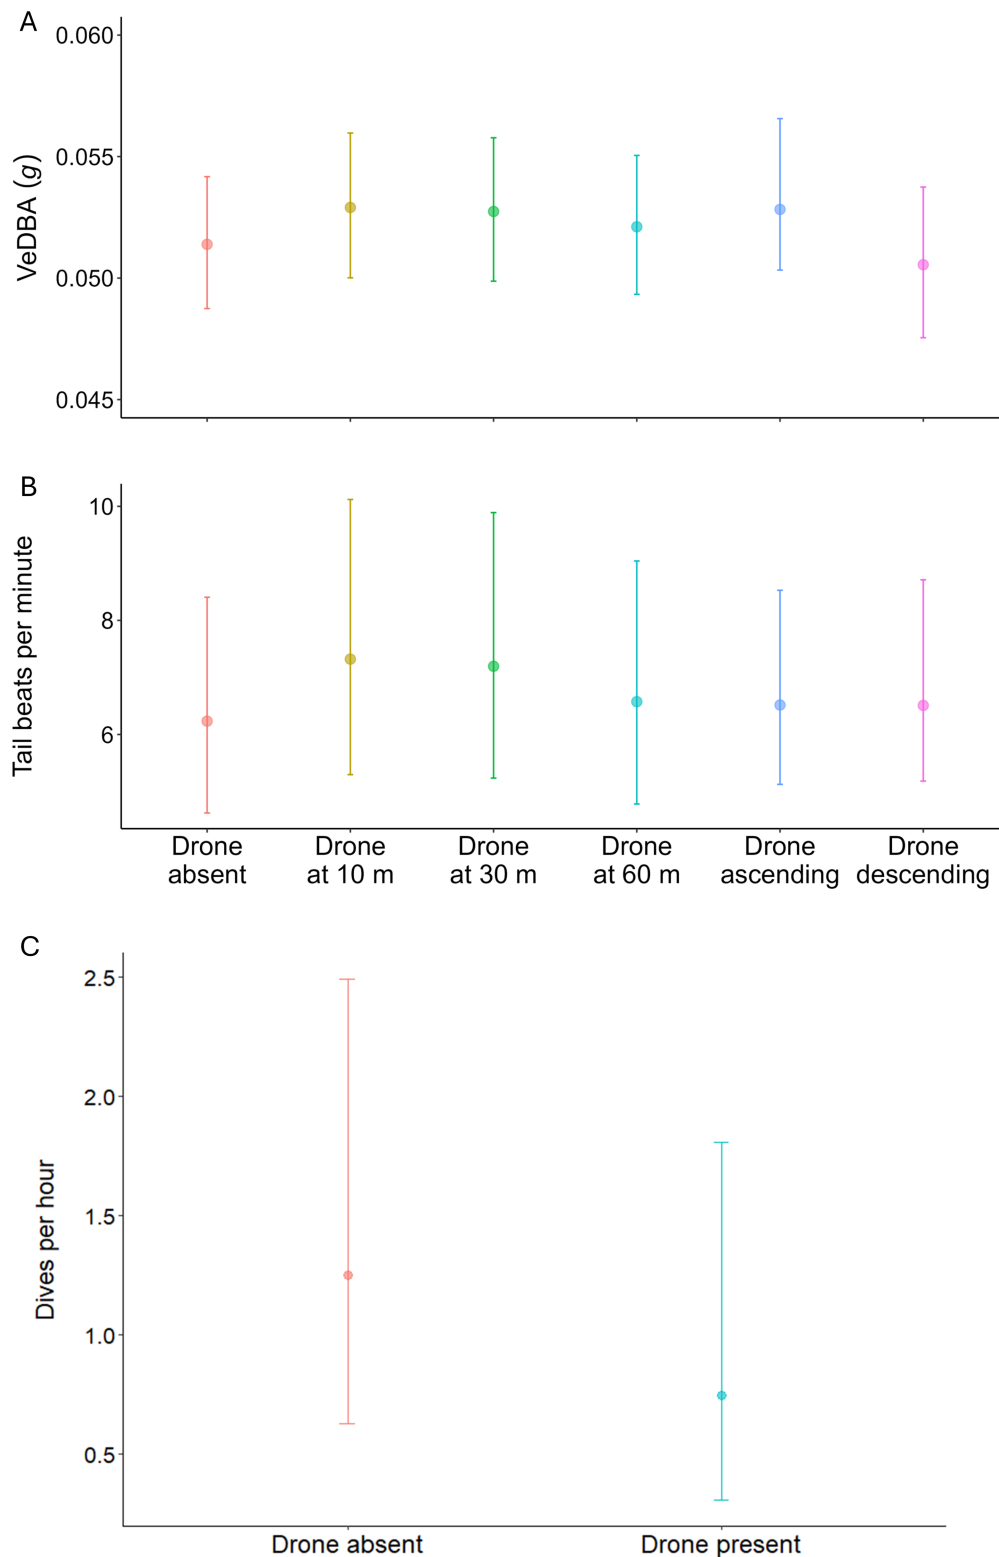 A
0.060
0.055
0.050
0.045
VeDBA (g)
B
10
8
6
Tail beats per minute
Drone absent
Drone at 10 m
Drone at 30 m
Drone at 60 m
Drone ascending
Drone descending
C
2.5
2.0
1.5
1.0
0.5
Dives per hour
Drone absent
Drone present